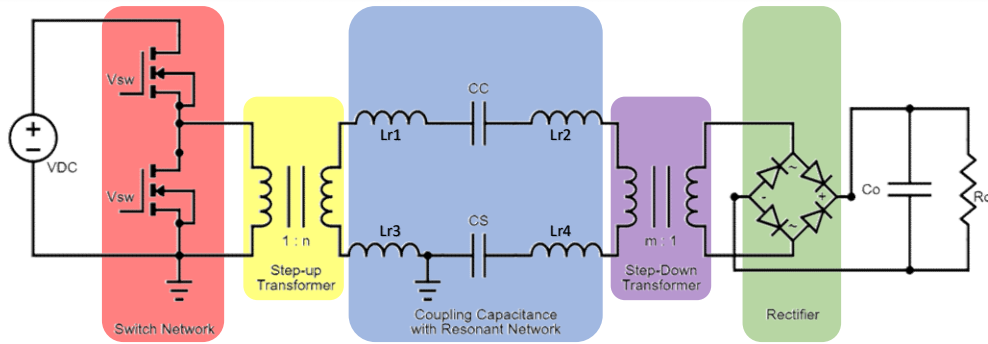 Vsw
VDC
Vsw
Switch Network
1 : n
Step-up
Transformer
Lr1
CC
Lr2
Lr3
CS
Lr4
Coupling Capacitance
with Resonant Network
m : 1
Step-Down
Transformer
~
-
+
~
Rectifier
Co